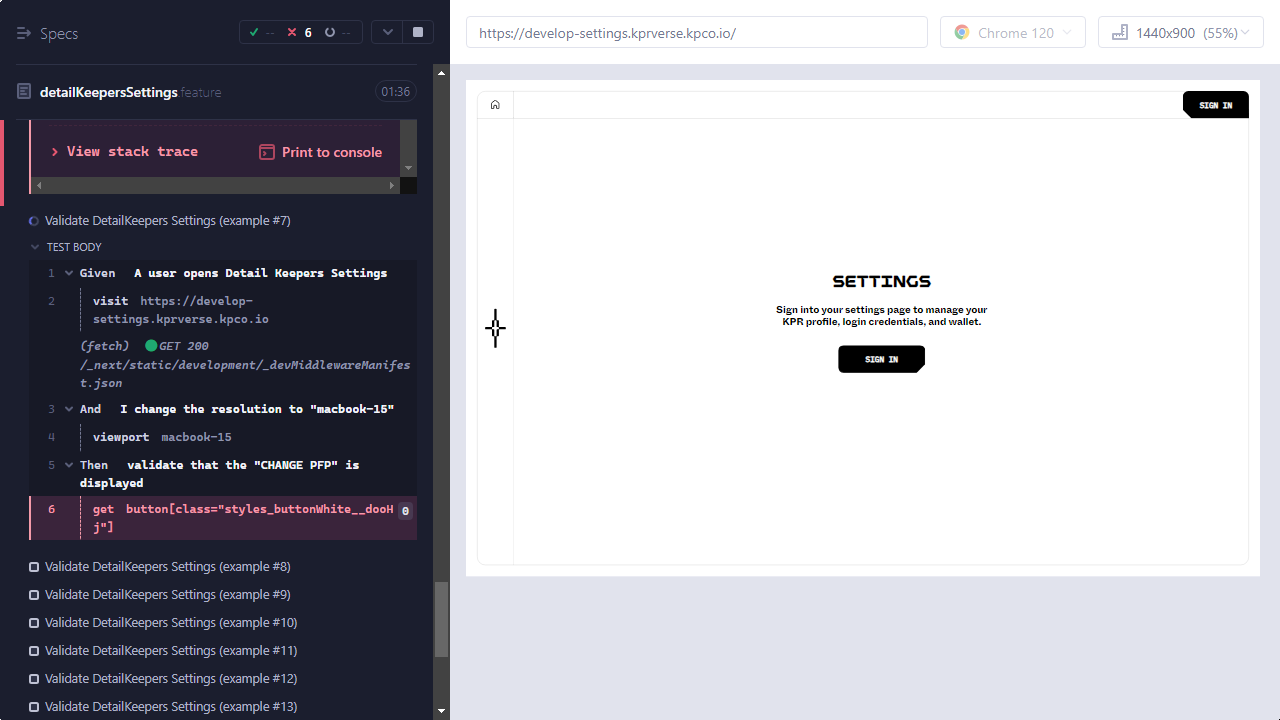 Specs
-- 6 --
https://develop-settings.kprverse.kpco.io/
Chrome 120
1440x900 (55%)
detailKeepersSettings feature
01:36
View stack trace
Print to console
Validate DetailKeepers Settings (example #7)
TEST BODY
1 Given A user opens Detail Keepers Settings
2 visit https://develop-
settings.kprverse.kpco.io
(fetch) GET 200
/_next/static/development/_devMiddlewareManifes
t.json
3 And I change the resolution to "macbook-15"
4 viewport macbook-15
5 Then validate that the "CHANGE PFP" is
displayed
6 get button[class="styles_buttonWhite__dooH 0
j"]
Validate DetailKeepers Settings (example #8)
Validate DetailKeepers Settings (example #9)
Validate DetailKeepers Settings (example #10)
Validate DetailKeepers Settings (example #11)
Validate DetailKeepers Settings (example #12)
Validate DetailKeepers Settings (example #13)
SIGN IN
SETTINGS
Sign into your settings page to manage your
KPR profile, login credentials, and wallet.
SIGN IN